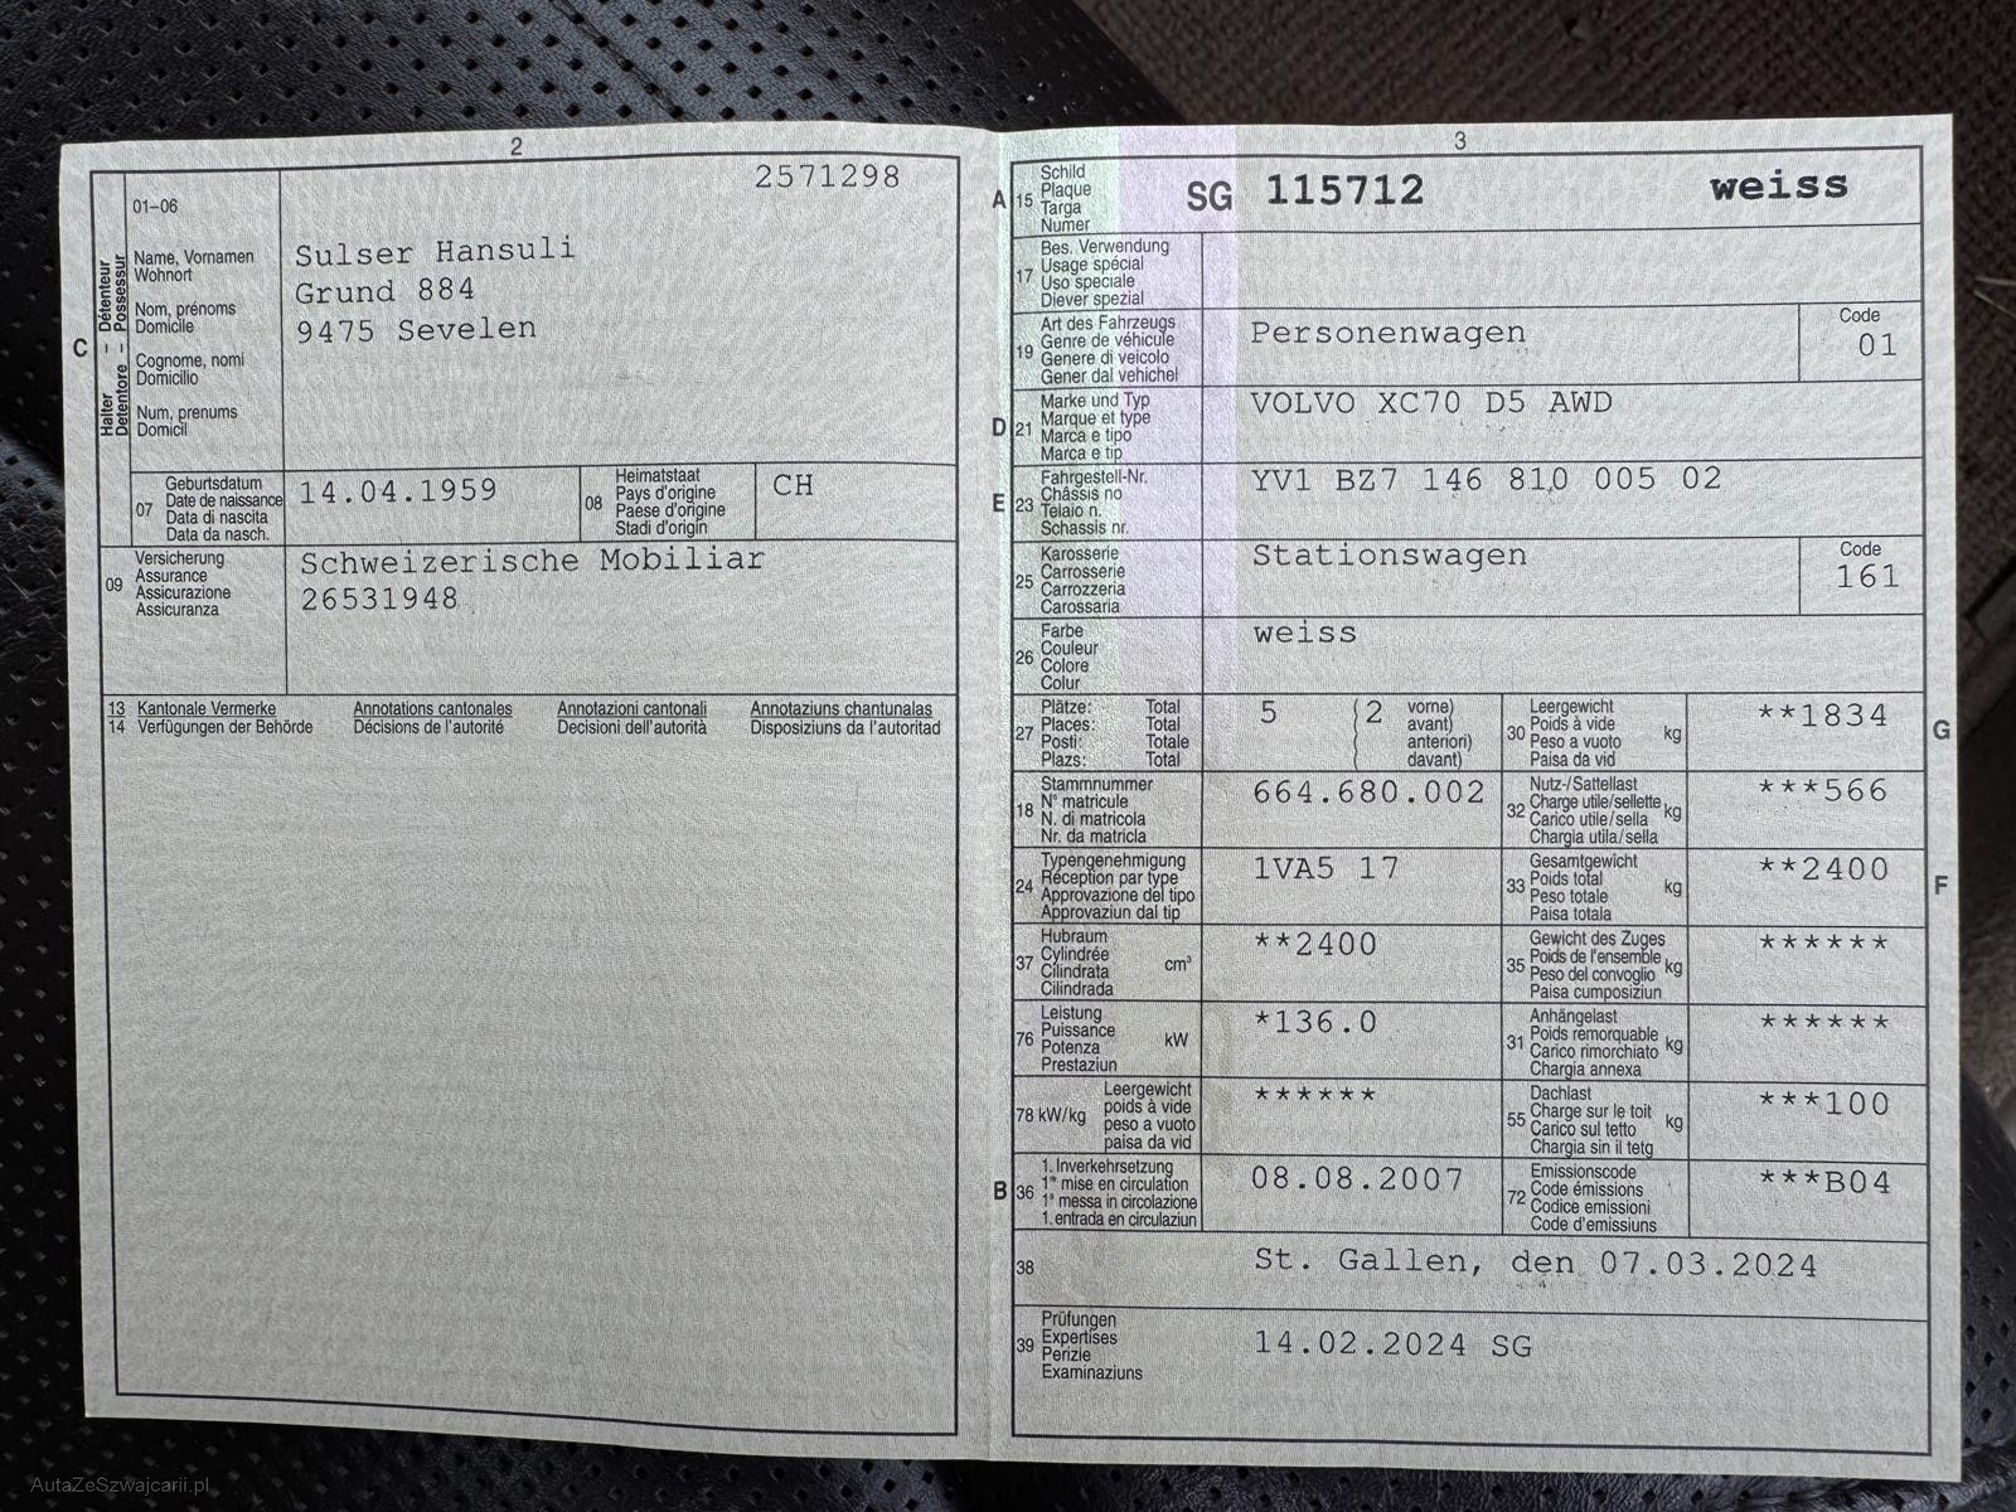 2
2571298
01–06
Halter – Détenteur
Detentore – Possessur
C
Name, Vornamen
Wohnort
Nom, prénoms
Domicile
Cognome, nomi
Domicilio
Num, prenums
Domicil
Sulser Hansuli
Grund 884
9475 Sevelen
07
Geburtsdatum
Date de naissance
Data di nascita
Data da nasch.
14.04.1959
08
Heimatstaat
Pays d'origine
Paese d'origine
Stadi d'origin
CH
09
Versicherung
Assurance
Assicurazione
Assicuranza
Schweizerische Mobiliar
26531948
13 Kantonale Vermerke Annotations cantonales Annotazioni cantonali Annotaziuns chantunalas
14 Verfügungen der Behörde Décisions de l'autorité Decisioni dell'autorità Disposiziuns da l'autoritad
3
A 15
Schild
Plaque
Targa
Numer
SG 115712 weiss
17
Bes. Verwendung
Usage spécial
Uso speciale
Diever spezial
19
Art des Fahrzeugs
Genre de véhicule
Genere di veicolo
Gener dal vehichel
Personenwagen
Code
01
D 21
Marke und Typ
Marque et type
Marca e tipo
Marca e tip
VOLVO XC70 D5 AWD
E 23
Fahrgestell-Nr.
Châssis no
Telaio n.
Schassis nr.
YV1 BZ7 146 810 005 02
25
Karosserie
Carrosserie
Carrozzeria
Carossaria
Stationswagen
Code
161
26
Farbe
Couleur
Colore
Colur
weiss
27
Plätze: Total
Places: Total
Posti: Totale
Plazs: Total
5 (2 vorne)
( avant)
( anteriori)
( davant)
30
Leergewicht
Poids à vide
Peso a vuoto
Paisa da vid
kg
**1834
G
18
Stammnummer
N° matricule
N. di matricola
Nr. da matricla
664.680.002
32
Nutz-/Sattellast
Charge utile/sellette
Carico utile/sella
Chargia utila/sella
kg
***566
24
Typengenehmigung
Réception par type
Approvazione del tipo
Approvaziun dal tip
1VA5 17
33
Gesamtgewicht
Poids total
Peso totale
Paisa totala
kg
**2400
F
37
Hubraum
Cylindrée
Cilindrata
Cilindrada
cm³
**2400
35
Gewicht des Zuges
Poids de l'ensemble
Peso del convoglio
Paisa cumposiziun
kg
******
76
Leistung
Puissance
Potenza
Prestaziun
kW
*136.0
31
Anhängelast
Poids remorquable
Carico rimorchiato
Chargia annexa
kg
******
78 kW/kg
Leergewicht
poids à vide
peso a vuoto
paisa da vid
******
55
Dachlast
Charge sur le toit
Carico sul tetto
Chargia sin il tetg
kg
***100
B 36
1. Inverkehrsetzung
1re mise en circulation
1a messa in circolazione
1. entrada en circulaziun
08.08.2007
72
Emissionscode
Code émissions
Codice emissioni
Code d'emissiuns
***B04
38
St. Gallen, den 07.03.2024
39
Prüfungen
Expertises
Perizie
Examinaziuns
14.02.2024 SG
AutaZeSzwajcarii.pl